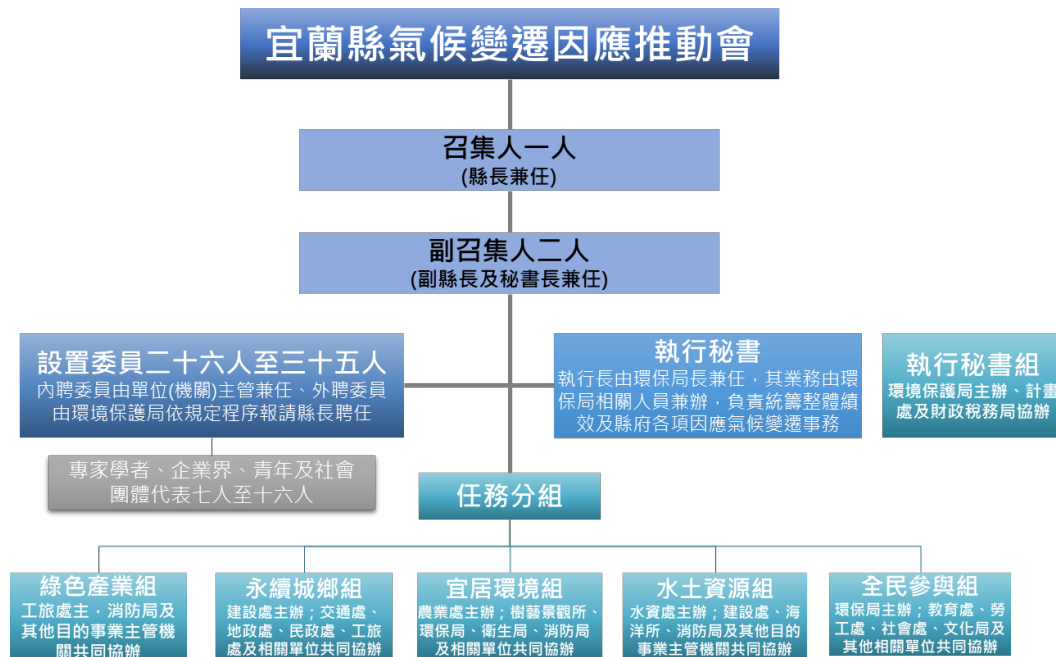 宜蘭縣氣候變遷因應推動會
召集人一人
(縣長兼任)
副召集人二人
(副縣長及秘書長兼任)
設置委員二十六人至三十五人
內聘委員由單位(機關)主管兼任、外聘委員
由環境保護局依規定程序報請縣長聘任
專家學者、企業界、青年及社會
團體代表七人至十六人
執行秘書
執行長由環保局長兼任，其業務由環
保局相關人員兼辦，負責統籌整體績
效及縣府各項因應氣候變遷事務
執行秘書組
環境保護局主辦、計畫
處及財政稅務局協辦
任務分組
綠色產業組
工旅處主，消防局及
其他目的事業主管機
關共同協辦
永續城鄉組
建設處主辦；交通處、
地政處、民政處、工旅
處及相關單位共同協辦
宜居環境組
農業處主辦；樹藝景觀所、
環保局、衛生局、消防局
及相關單位共同協辦
水土資源組
水資處主辦；建設處、海
洋所、消防局及其他目的
事業主管機關共同協辦
全民參與組
環保局主辦；教育處、勞
工處、社會處、文化局及
其他相關單位共同協辦